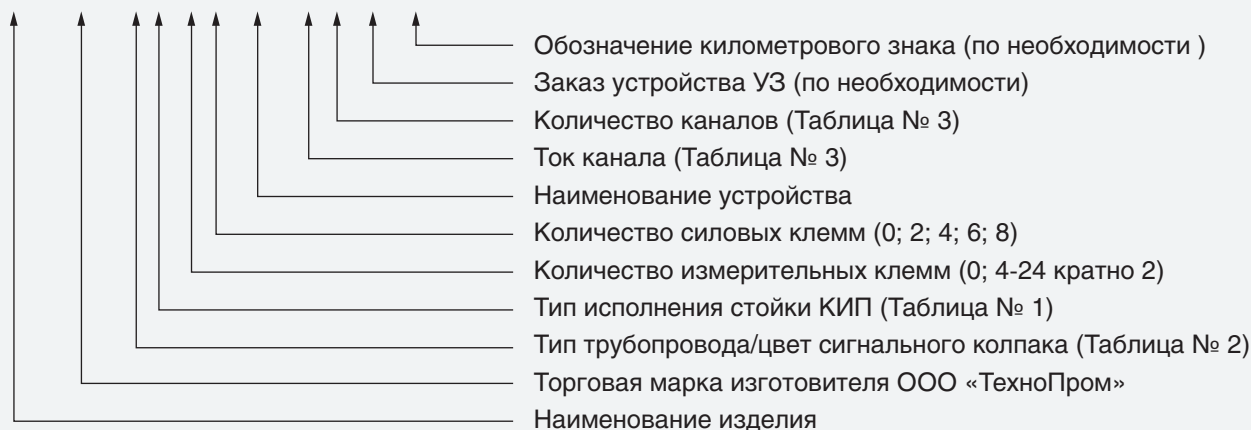 Обозначение километрового знака (по необходимости )
Заказ устройства УЗ (по необходимости)
Количество каналов (Таблица № 3)
Ток канала (Таблица № 3)
Наименование устройства
Количество силовых клемм (0; 2; 4; 6; 8)
Количество измерительных клемм (0; 4-24 кратно 2)
Тип исполнения стойки КИП (Таблица № 1)
Тип трубопровода/цвет сигнального колпака (Таблица № 2)
Торговая марка изготовителя ООО «ТехноПром»
Наименование изделия